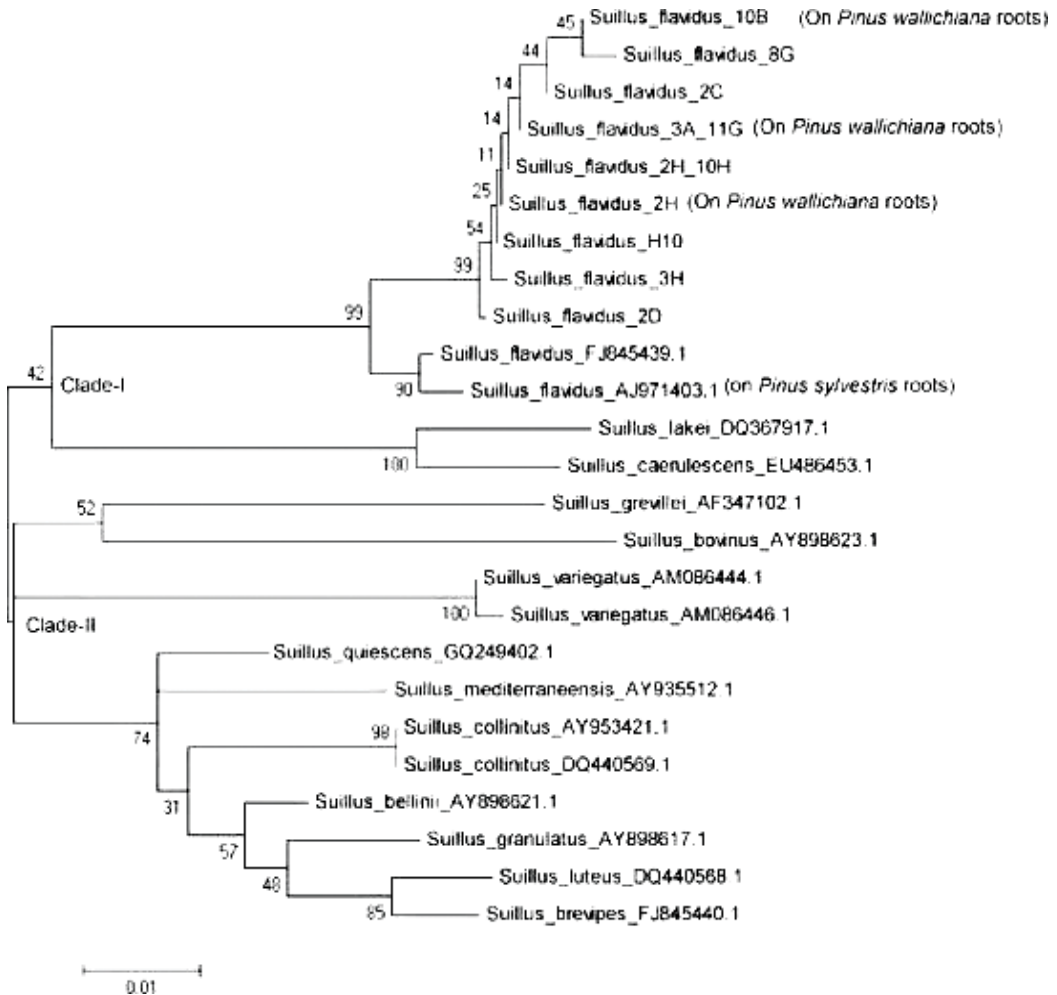 45 Suillus_flavidus_10B (On Pinus wallichiana roots)
Suillus_flavidus_8G
44
Suillus_flavidus_2C
14
Suillus_flavidus_3A_11G (On Pinus wallichiana roots)
14
Suillus_flavidus_2H_10H
11
25 Suillus_flavidus_2H (On Pinus wallichiana roots)
54 Suillus_flavidus_H10
99 Suillus_flavidus_3H
99 Suillus_flavidus_2D
Suillus_flavidus_FJ845439.1
42 Clade-I
90 Suillus_flavidus_AJ971403.1 (on Pinus sylvestris roots)
Suillus_lakei_DQ367917.1
100 Suillus_caerulescens_EU486453.1
52 Suillus_grevillei_AF347102.1
Suillus_bovinus_AY898623.1
Suillus_variegatus_AM086444.1
100 Suillus_variegatus_AM086446.1
Clade-II
Suillus_quiescens_GQ249402.1
Suillus_mediterraneensis_AY935512.1
74 98 Suillus_collinitus_AY953421.1
Suillus_collinitus_DQ440569.1
31 Suillus_bellinii_AY898621.1
57 Suillus_granulatus_AY898617.1
48 Suillus_luteus_DQ440568.1
85 Suillus_brevipes_FJ845440.1
0.01